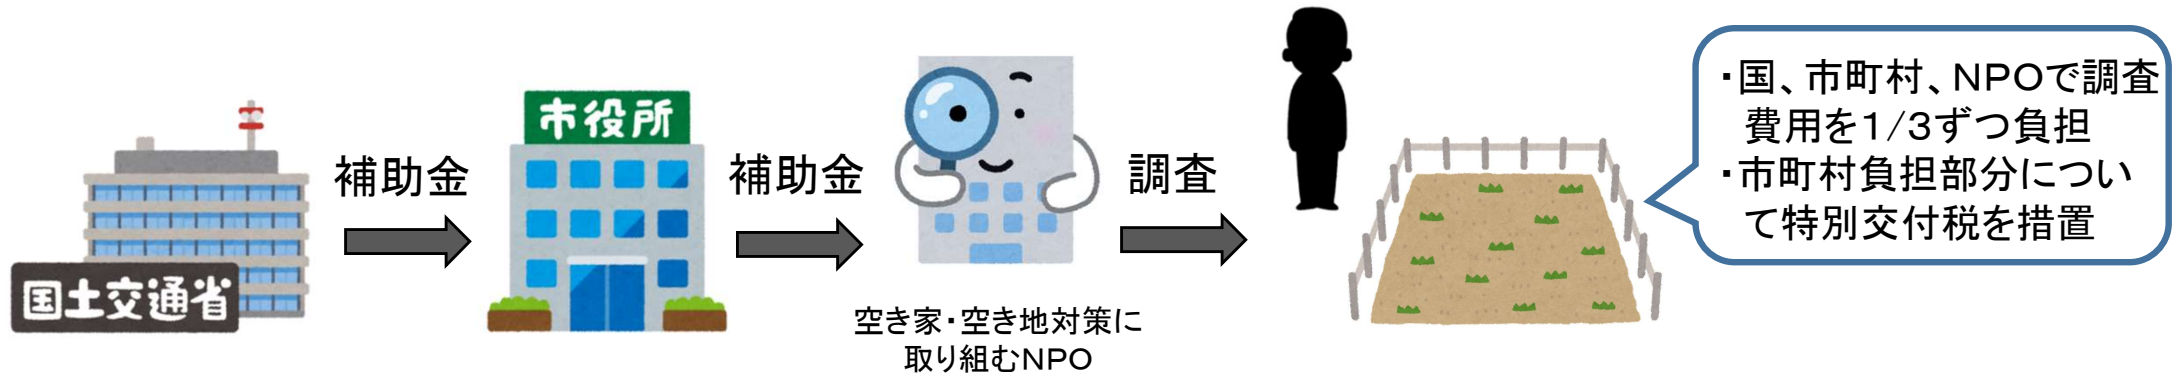 国土交通省
補助金
市役所
補助金
空き家・空き地対策に
取り組むNPO
調査
・国、市町村、NPOで調査
費用を1/3ずつ負担
・市町村負担部分につい
て特別交付税を措置